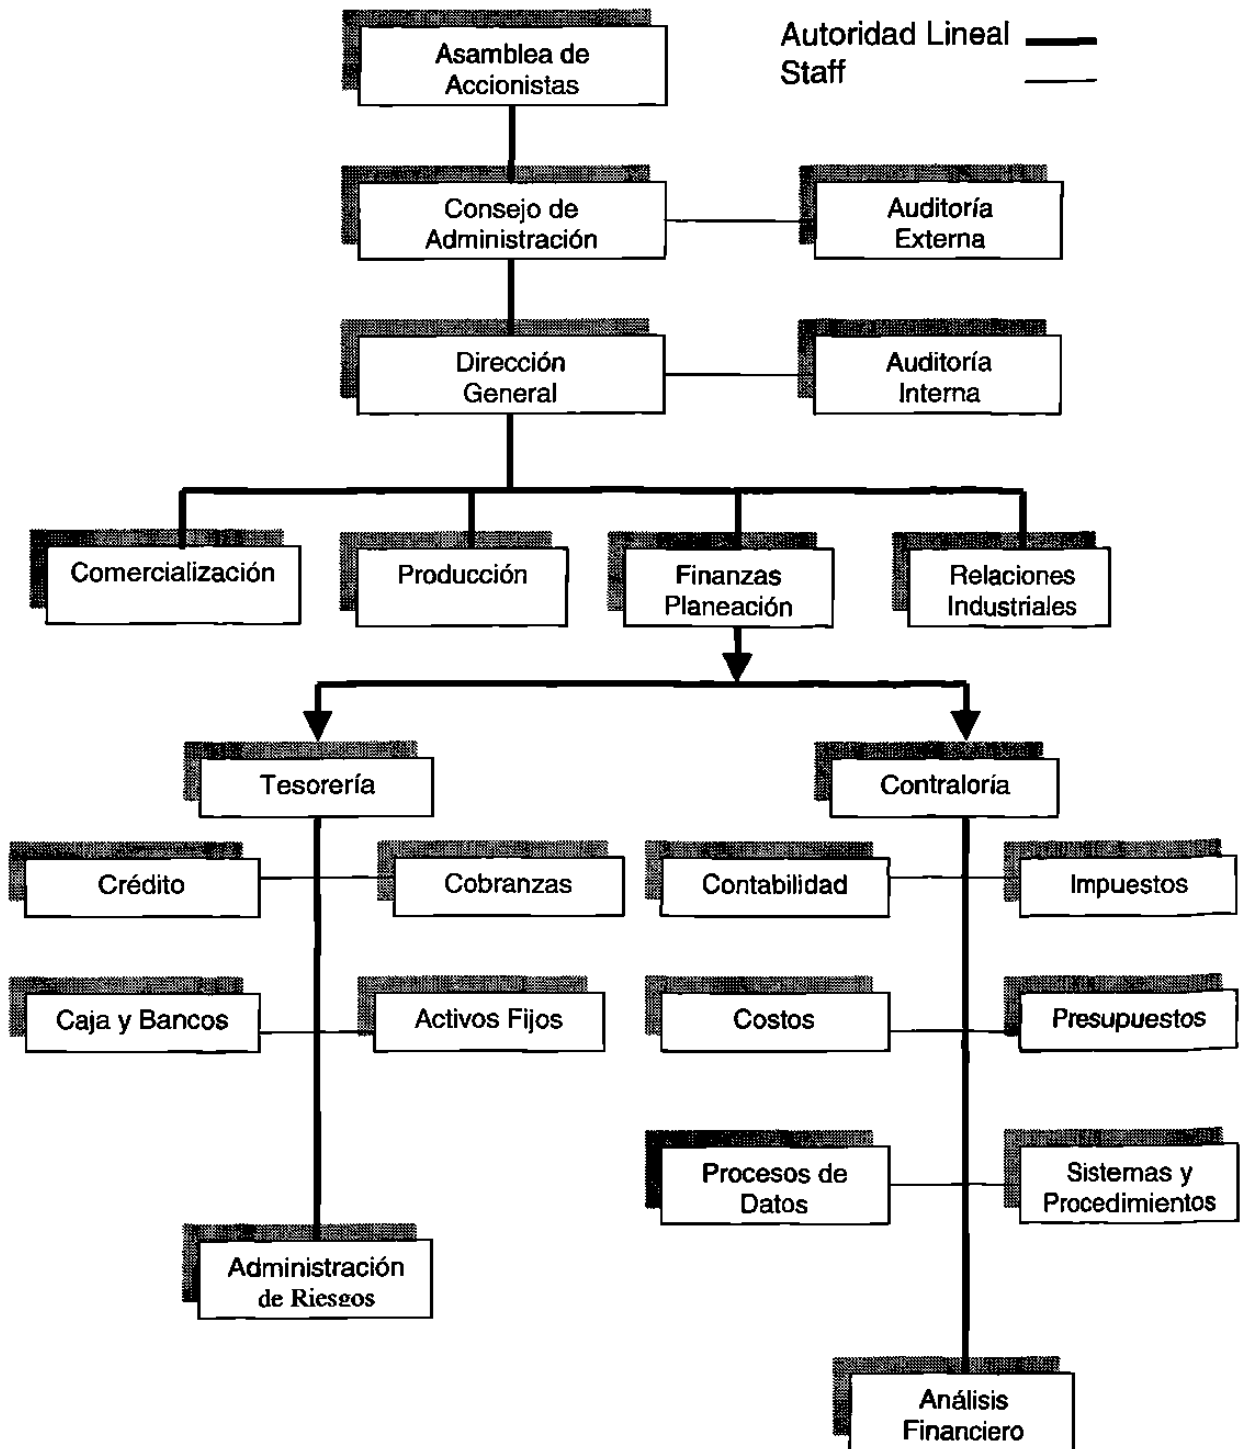 Autoridad Lineal
Staff
Asamblea de
Accionistas
Consejo de
Administración
Auditoría
Externa
Dirección
General
Auditoría
Interna
Comercialización
Producción
Finanzas
Planeación
Relaciones
Industriales
Tesorería
Contraloría
Crédito
Cobranzas
Contabilidad
Impuestos
Caja y Bancos
Activos Fijos
Costos
Presupuestos
Procesos de
Datos
Sistemas y
Procedimientos
Administración
de Riesgos
Análisis
Financiero